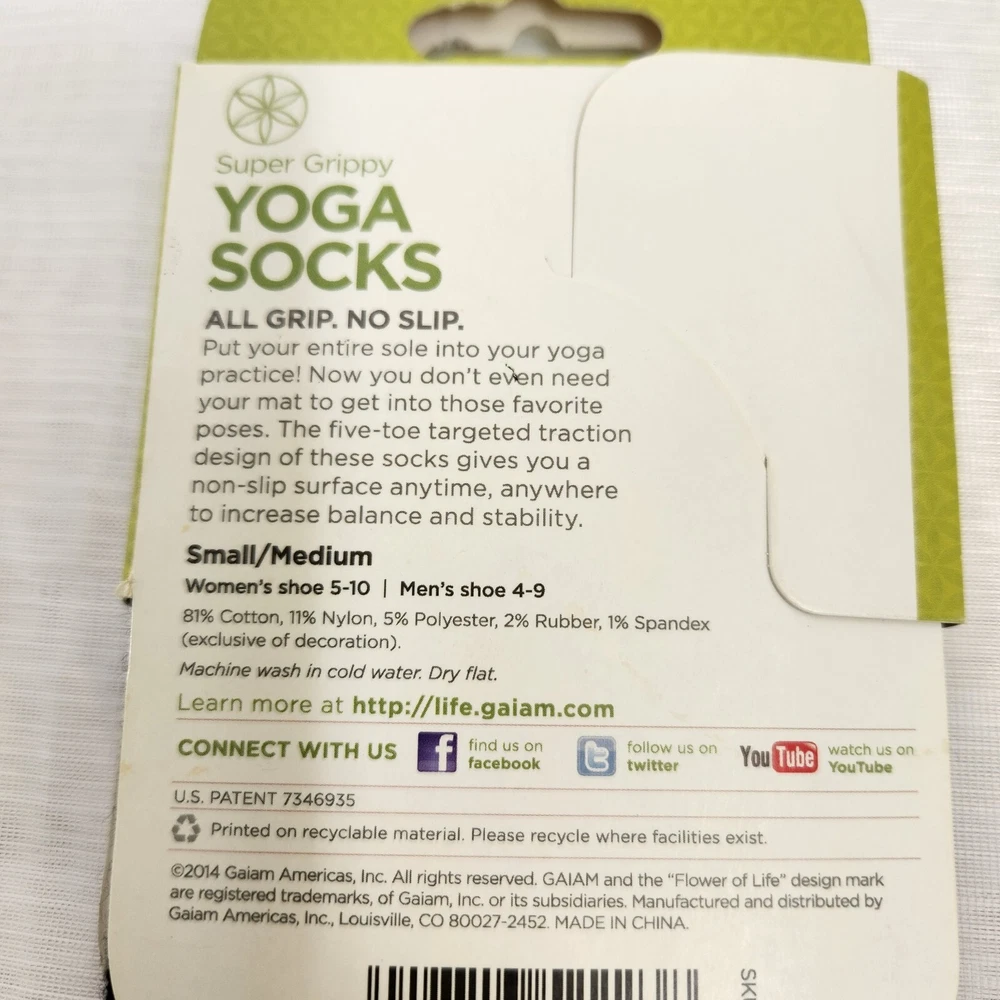 Super Grippy
YOGA
SOCKS
ALL GRIP. NO SLIP.
Put your entire sole into your yoga
practice! Now you don't even need
your mat to get into those favorite
poses. The five-toe targeted traction
design of these socks gives you a
non-slip surface anytime, anywhere
to increase balance and stability.
Small/Medium
Women's shoe 5-10 | Men's shoe 4-9
81% Cotton, 11% Nylon, 5% Polyester, 2% Rubber, 1% Spandex
(exclusive of decoration).
Machine wash in cold water. Dry flat.
Learn more at http://life.gaiam.com
CONNECT WITH US f find us on facebook t follow us on twitter YouTube watch us on YouTube
U.S. PATENT 7346935
Printed on recyclable material. Please recycle where facilities exist.
©2014 Gaiam Americas, Inc. All rights reserved. GAIAM and the “Flower of Life” design mark
are registered trademarks, of Gaiam, Inc. or its subsidiaries. Manufactured and distributed by
Gaiam Americas, Inc., Louisville, CO 80027-2452. MADE IN CHINA.